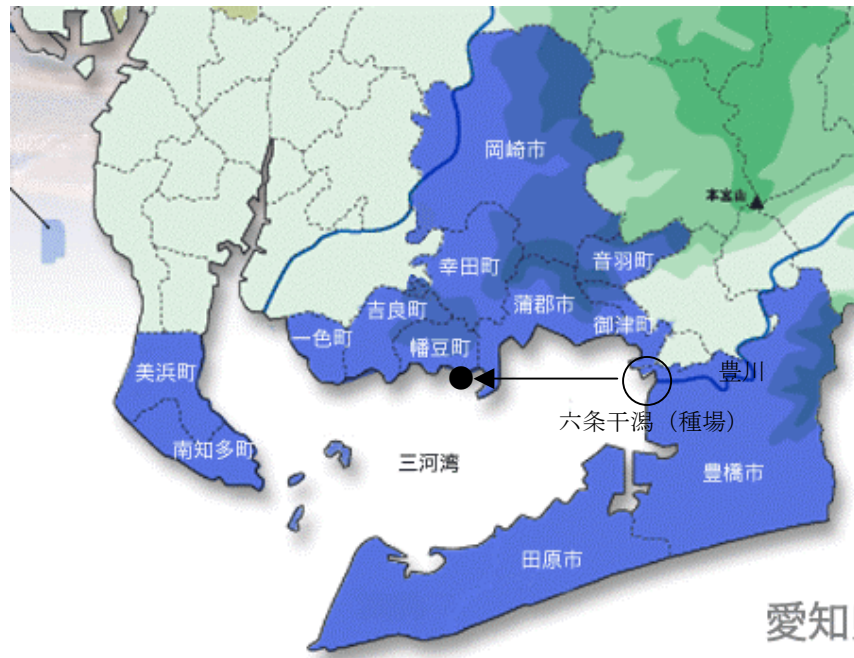 岡崎市
本宮山
音羽町
幸田町
吉良町
蒲郡市
御津町
一色町
幡豆町
美浜町
豊川
六条干潟（種場）
南知多町
三河湾
豊橋市
田原市
愛知